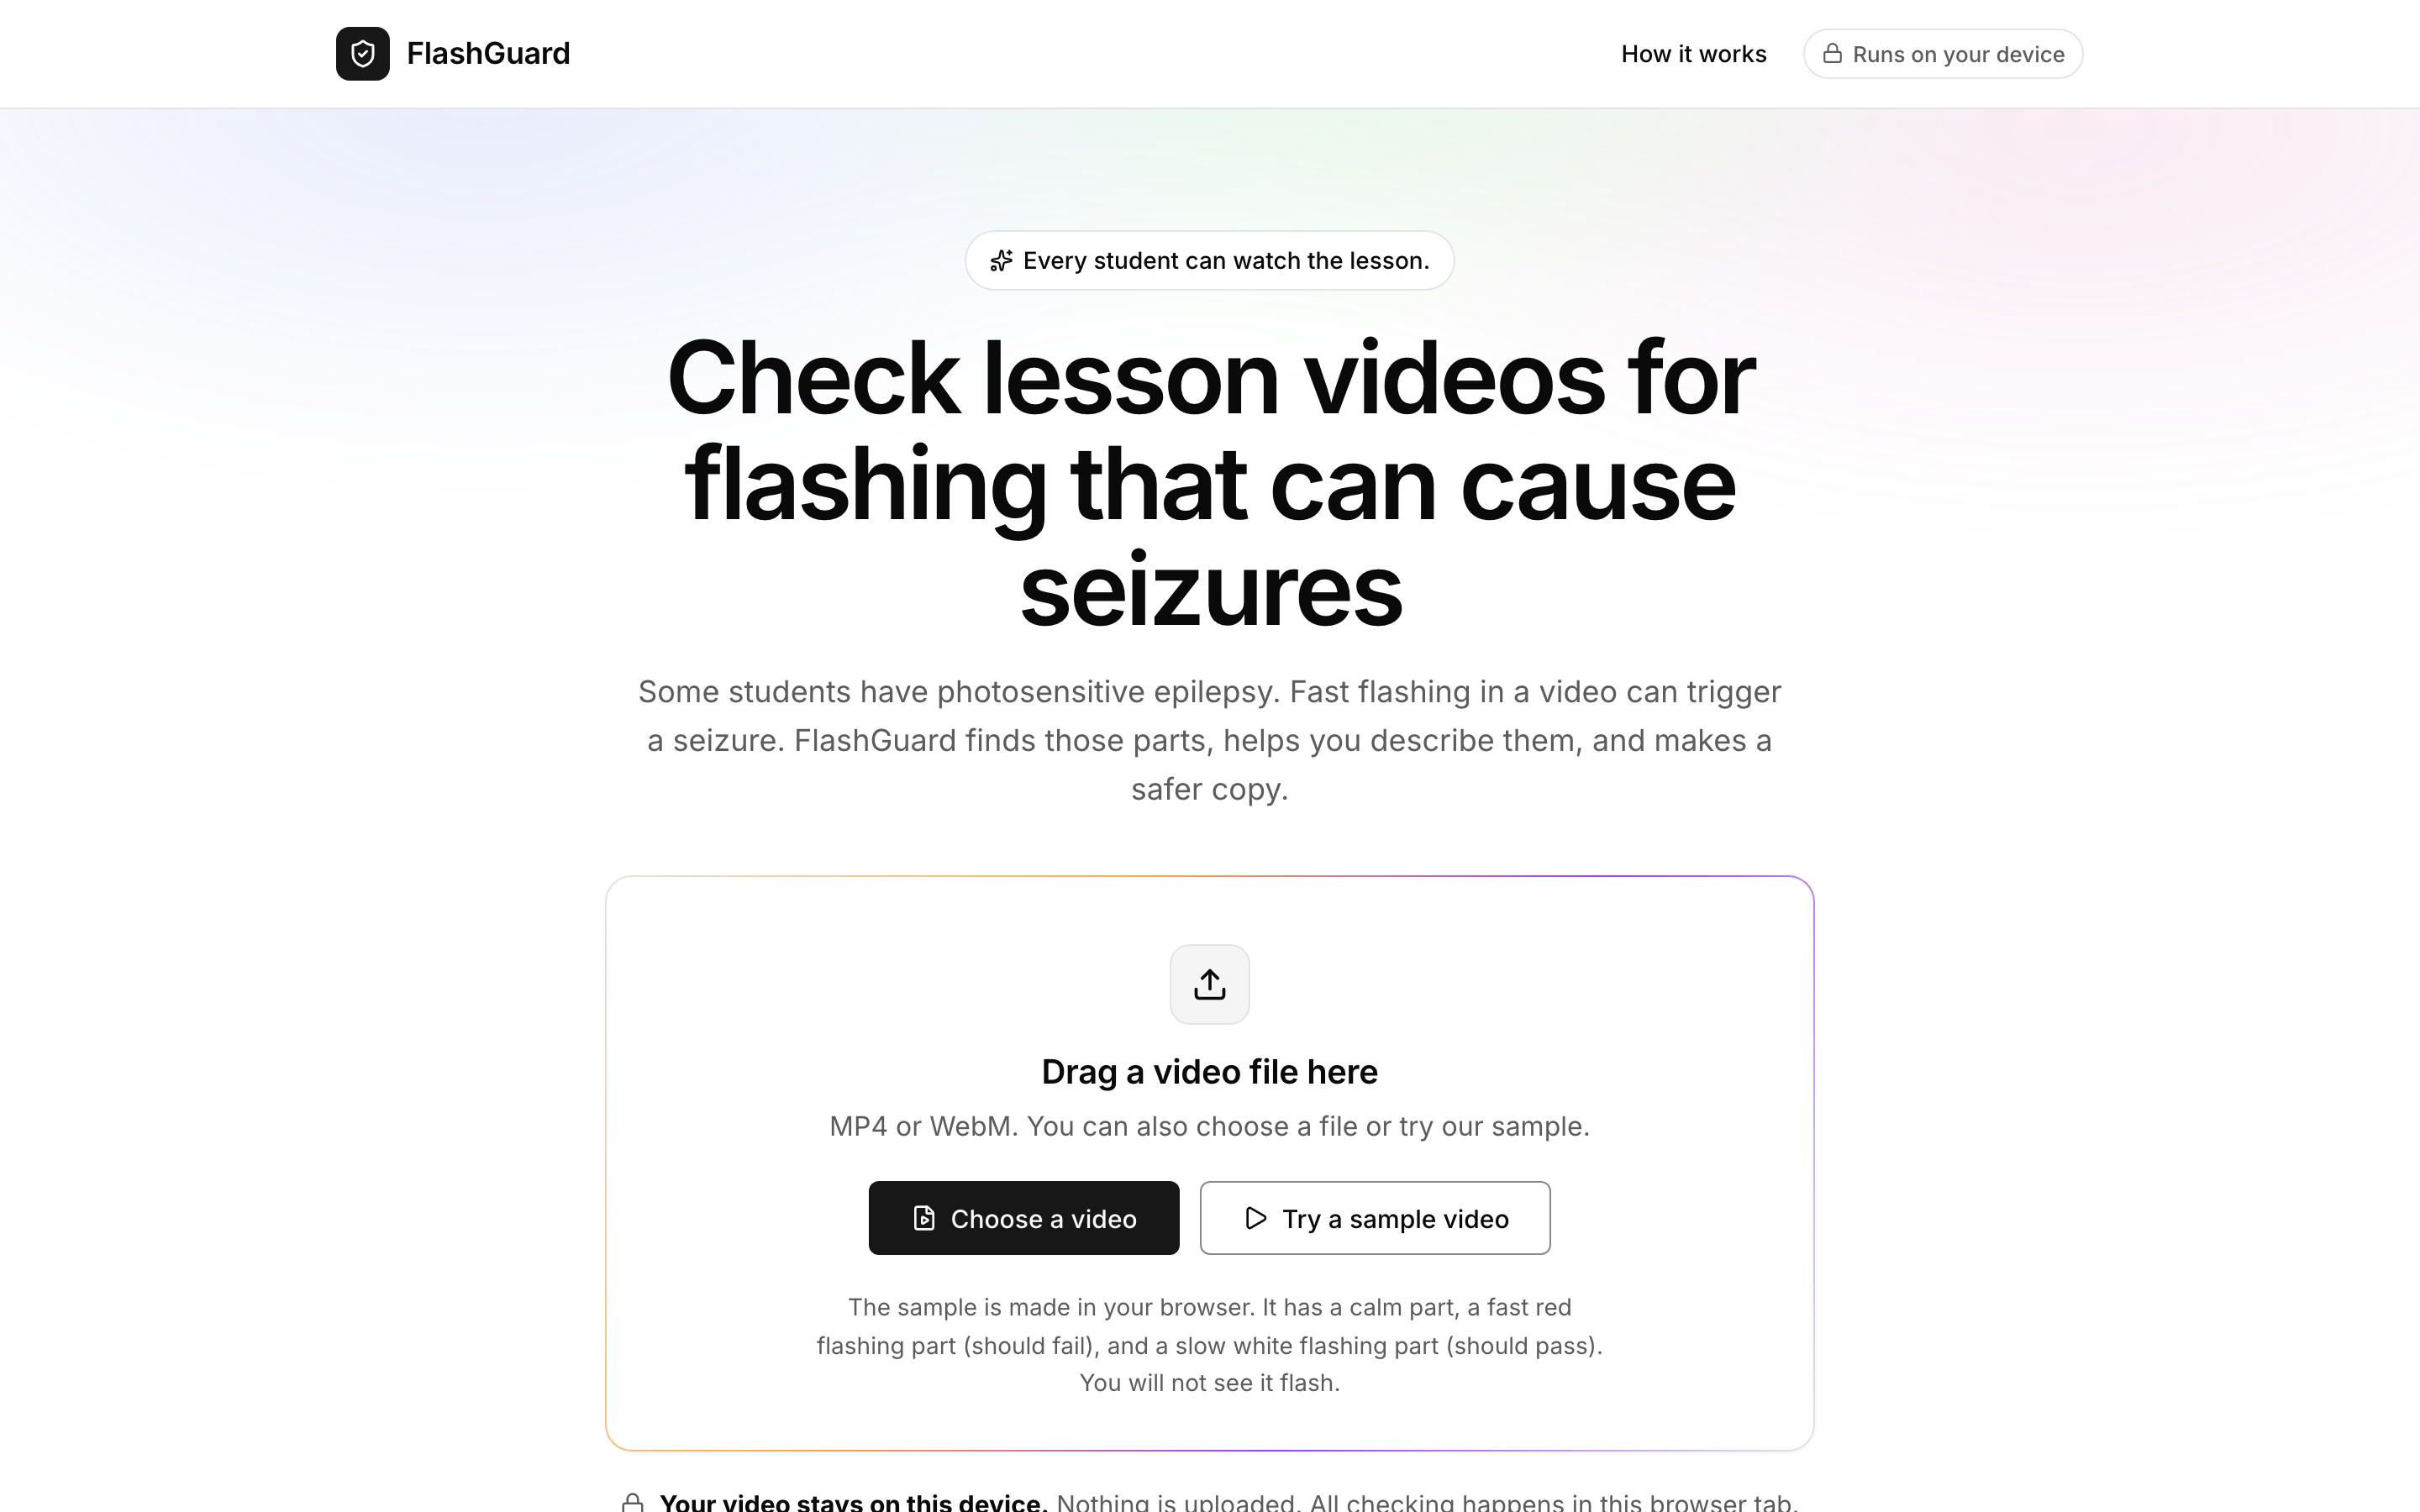 FlashGuard
How it works
Runs on your device
Every student can watch the lesson.
Check lesson videos for
flashing that can cause
seizures
Some students have photosensitive epilepsy. Fast flashing in a video can trigger
a seizure. FlashGuard finds those parts, helps you describe them, and makes a
safer copy.
Drag a video file here
MP4 or WebM. You can also choose a file or try our sample.
Choose a video
Try a sample video
The sample is made in your browser. It has a calm part, a fast red
flashing part (should fail), and a slow white flashing part (should pass).
You will not see it flash.
Your video stays on this device. Nothing is uploaded. All checking happens in this browser tab.